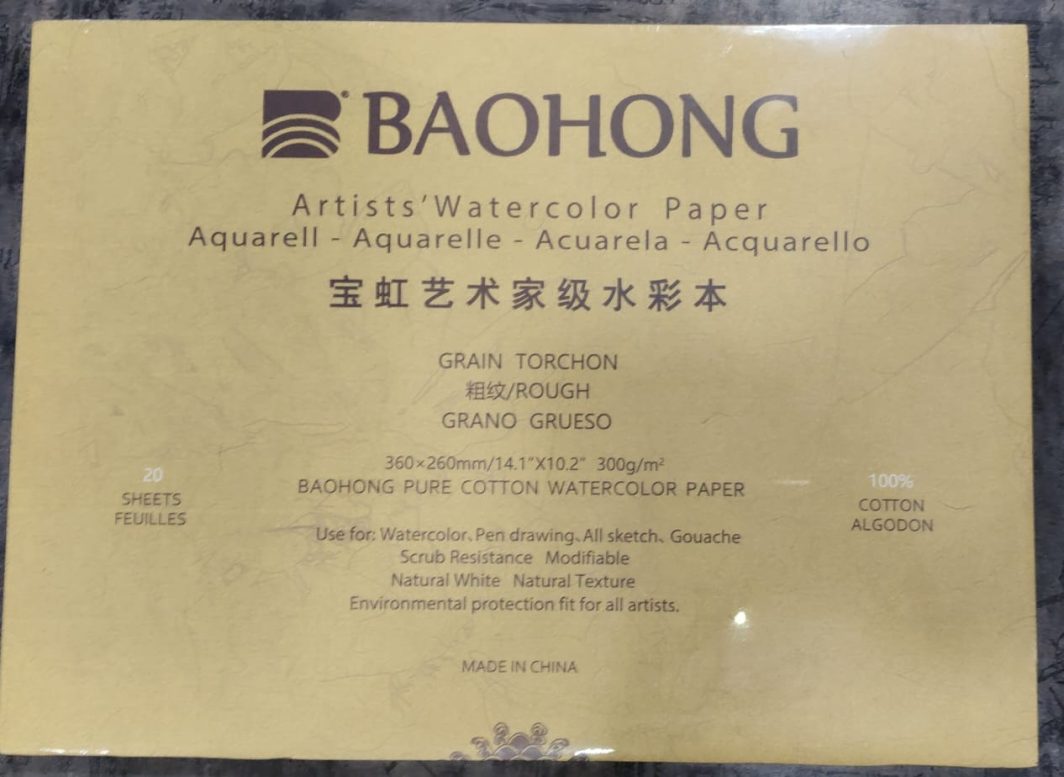 BAOHONG®
Artists' Watercolor Paper
Aquarell - Aquarelle - Acuarela - Acquarello
宝虹艺术家级水彩本
GRAIN TORCHON
粗纹/ROUGH
GRANO GRUESO
360×260mm/14.1"X10.2" 300g/m²
BAOHONG PURE COTTON WATERCOLOR PAPER
20
SHEETS
FEUILLES
100%
COTTON
ALGODON
Use for: Watercolor、Pen drawing、All sketch、Gouache
Scrub Resistance Modifiable
Natural White Natural Texture
Environmental protection fit for all artists.
MADE IN CHINA